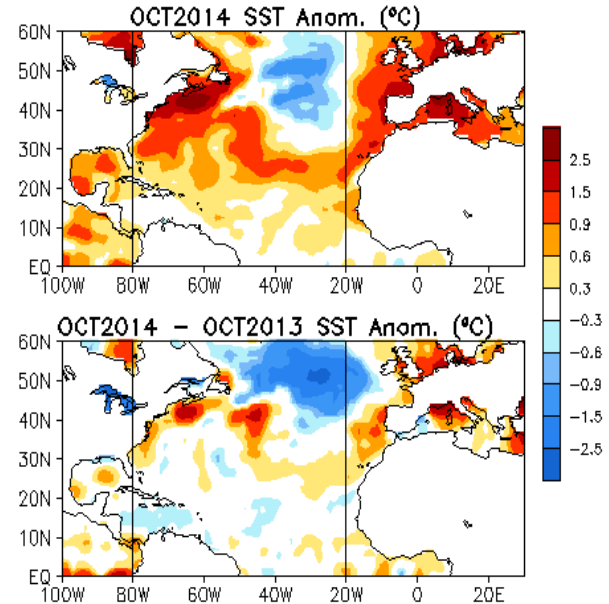 OCT2014 SST Anom. (°C)
60N
50N
40N
30N
20N
10N
EQ
100W 80W 60W 40W 20W 0 20E
2.5
1.5
0.9
0.6
0.3
-0.3
-0.6
-0.9
-1.5
-2.5
OCT2014 - OCT2013 SST Anom. (°C)
60N
50N
40N
30N
20N
10N
EQ
100W 80W 60W 40W 20W 0 20E